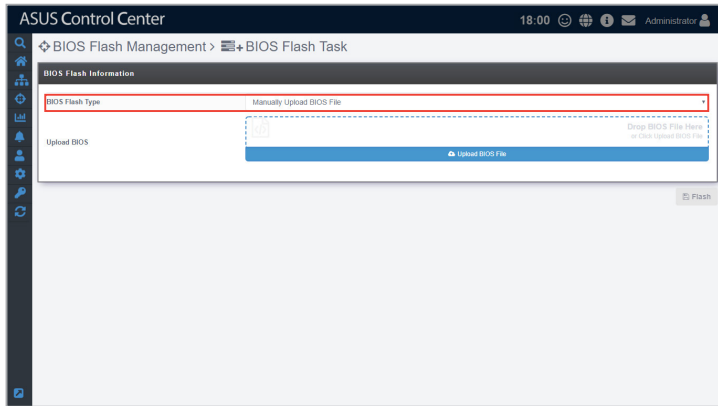 ASUS Control Center
18:00
Administrator
BIOS Flash Management > BIOS Flash Task
BIOS Flash Information
BIOS Flash Type
Manually Upload BIOS File
Upload BIOS
Drop BIOS File Here
or Click Upload BIOS File
Upload BIOS File
Flash